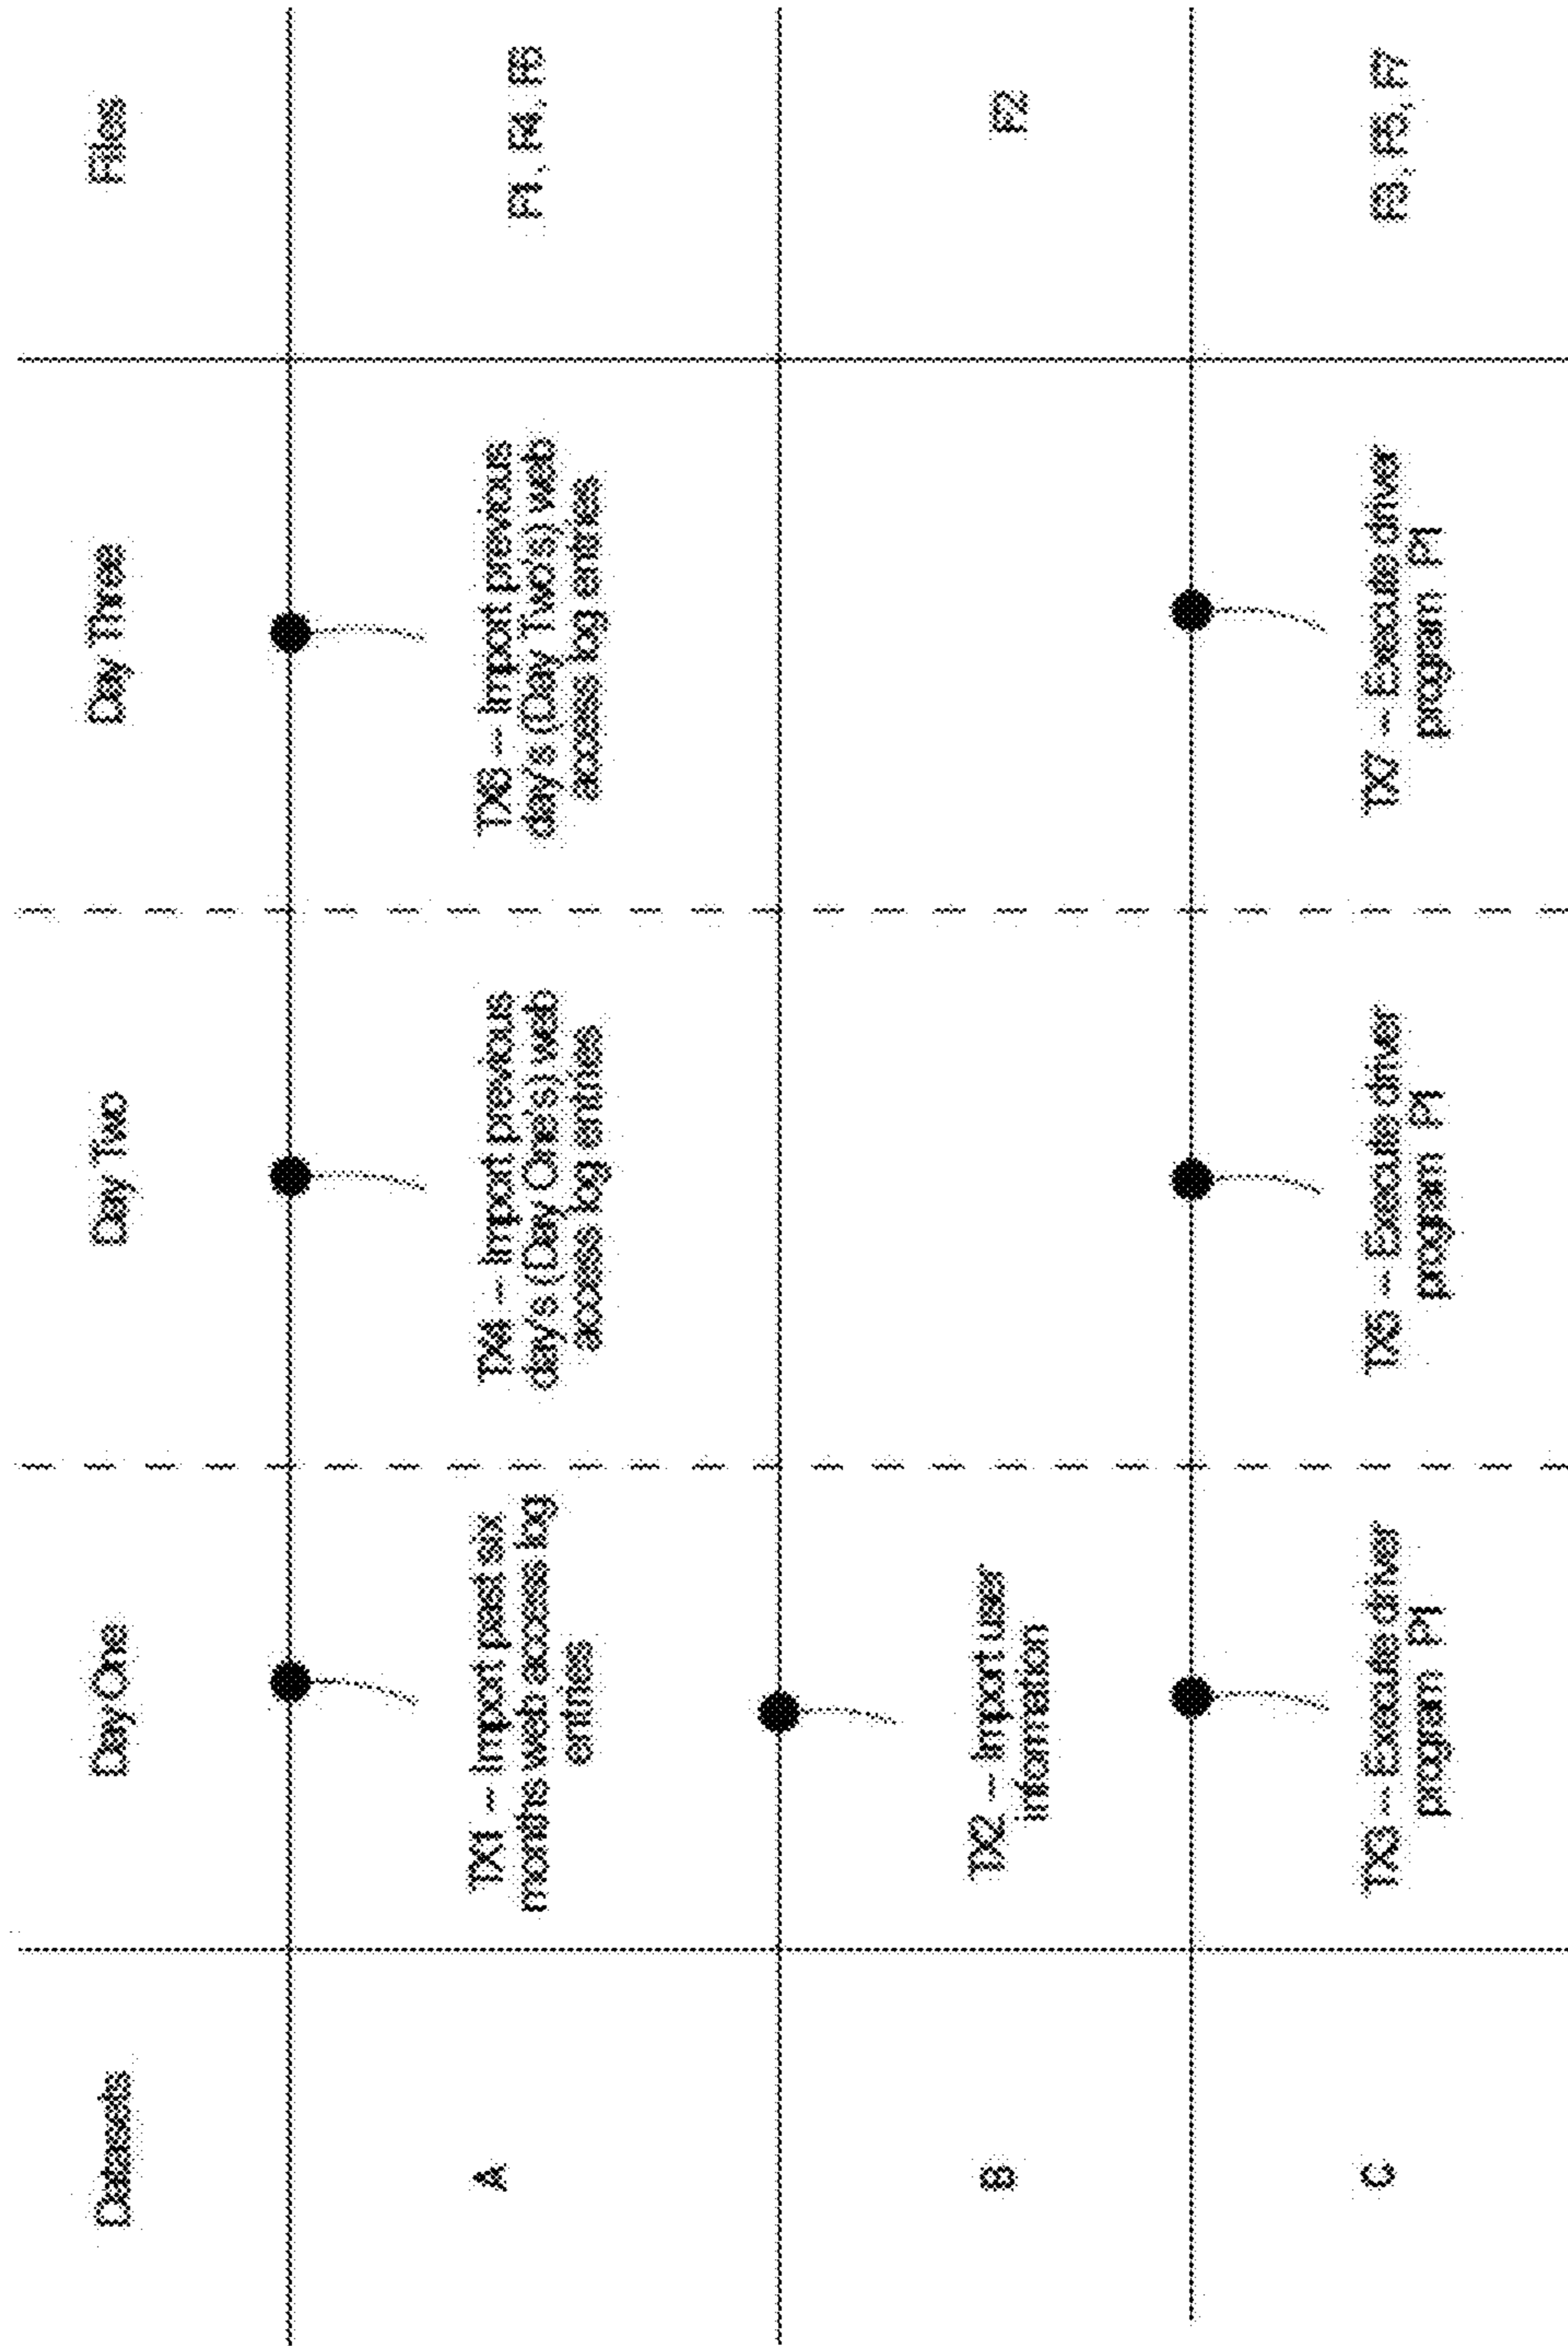 Datasets
Day One
Day Two
Day Three
Files
A
TX1 -- Import past six
months web access log
entries
TX4 -- Import previous
day's (Day One's) web
access log entries
TX6 -- Import previous
day's (Day Two's) web
access log entries
F1, F4, F6
B
TX2 -- Import user
information
F2
C
TX3 -- Execute driver
program P1
TX5 -- Execute driver
program P1
TX7 -- Execute driver
program P1
F3, F5, F7